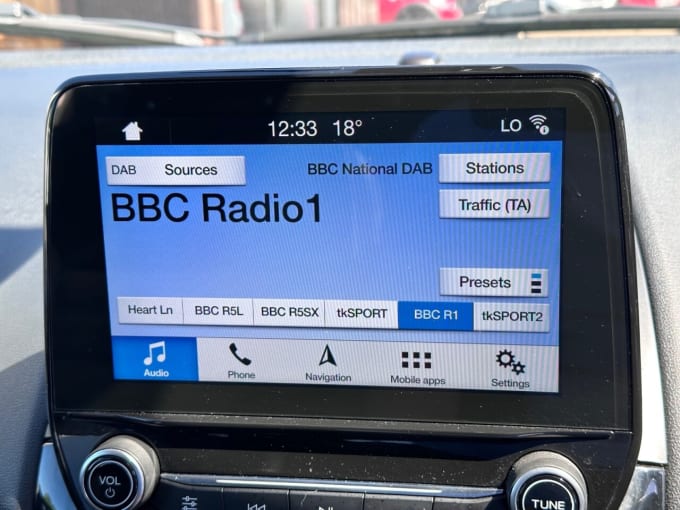 12:33 18° LO
DAB Sources BBC National DAB Stations
BBC Radio1
Traffic (TA)
Presets
Heart Ln BBC R5L BBC R5SX tkSPORT BBC R1 tkSPORT2
Audio Phone Navigation Mobile apps Settings
VOL TUNE